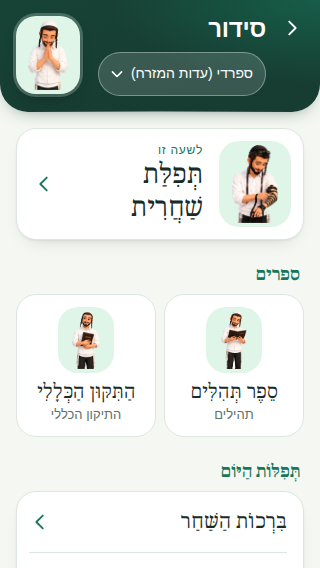 סידור
ספרדי (עדות המזרח)
לשעה זו
תְּפִלַּת
שַׁחֲרִית
ספרים
סֵפֶר תְּהִלִּים
תהילים
הַתִּקּוּן הַכְּלָלִי
התיקון הכללי
תְּפִלּוֹת הַיּוֹם
בִּרְכוֹת הַשַּׁחַר